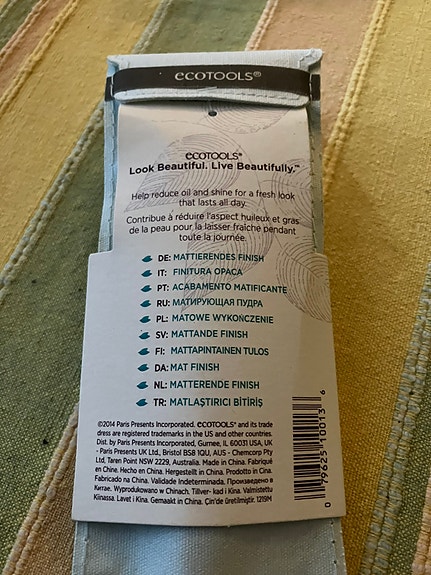 ecoTOOLS®
ecoTOOLS®
Look Beautiful. Live Beautifully.™
Help reduce oil and shine for a fresh look
that lasts all day.
Contribue à réduire l'aspect huileux et gras
de la peau pour la laisser fraîche pendant
toute la journée.
DE: MATTIERENDES FINISH
IT: FINITURA OPACA
PT: ACABAMENTO MATIFICANTE
RU: МАТИРУЮЩАЯ ПУДРА
PL: MATOWE WYKOŃCZENIE
SV: MATTANDE FINISH
FI: MATTAPINTAINEN TULOS
DA: MAT FINISH
NL: MATTERENDE FINISH
TR: MATLAŞTIRICI BİTİRİŞ
©2014 Paris Presents Incorporated. ecoTOOLS® and its trade
dress are registered trademarks in the US and other countries.
Dist. by Paris Presents Incorporated, Gurnee, IL 60031 USA, UK
- Paris Presents UK Ltd, Bristol BS8 1QU, AUS - Chemcorp Pty
Ltd, Taren Point NSW 2229, Australia. Made in China. Fabriqué
en Chine. Hecho en China. Hergestellt in China. Prodotto in Cina.
Fabricado na China. Validade Indeterminada. Произведено в
Китае. Wyprodukowano w Chinach. Tillver- kad i Kina. Valmistettu
Kiinassa. Lavet i Kina. Gemaakt in China. Çin'de üretilmiştir. 1219M
0 79625 10013 6